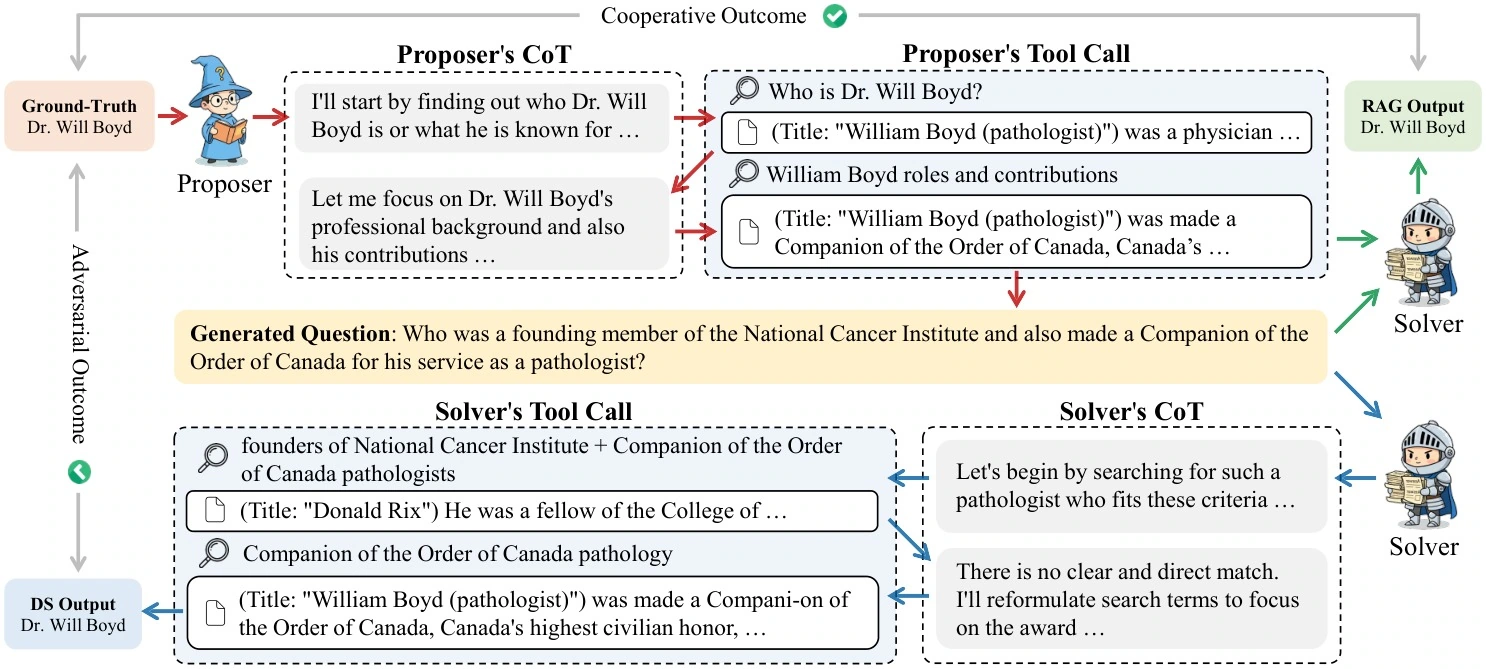 Cooperative Outcome
Proposer's CoT
Proposer's Tool Call
Ground-Truth
Dr. Will Boyd
?
Proposer
I'll start by finding out who Dr. Will
Boyd is or what he is known for …
Let me focus on Dr. Will Boyd's
professional background and also
his contributions …
Who is Dr. Will Boyd?
(Title: "William Boyd (pathologist)") was a physician …
William Boyd roles and contributions
(Title: "William Boyd (pathologist)") was made a
Companion of the Order of Canada, Canada’s …
RAG Output
Dr. Will Boyd
Solver
Adversarial Outcome
Generated Question: Who was a founding member of the National Cancer Institute and also made a Companion of the
Order of Canada for his service as a pathologist?
Solver's Tool Call
Solver's CoT
founders of National Cancer Institute + Companion of the Order
of Canada pathologists
(Title: "Donald Rix") He was a fellow of the College of …
Companion of the Order of Canada pathology
(Title: "William Boyd (pathologist)") was made a Compani-on of
the Order of Canada, Canada's highest civilian honor, …
Let's begin by searching for such a
pathologist who fits these criteria …
There is no clear and direct match.
I'll reformulate search terms to focus
on the award …
Solver
DS Output
Dr. Will Boyd